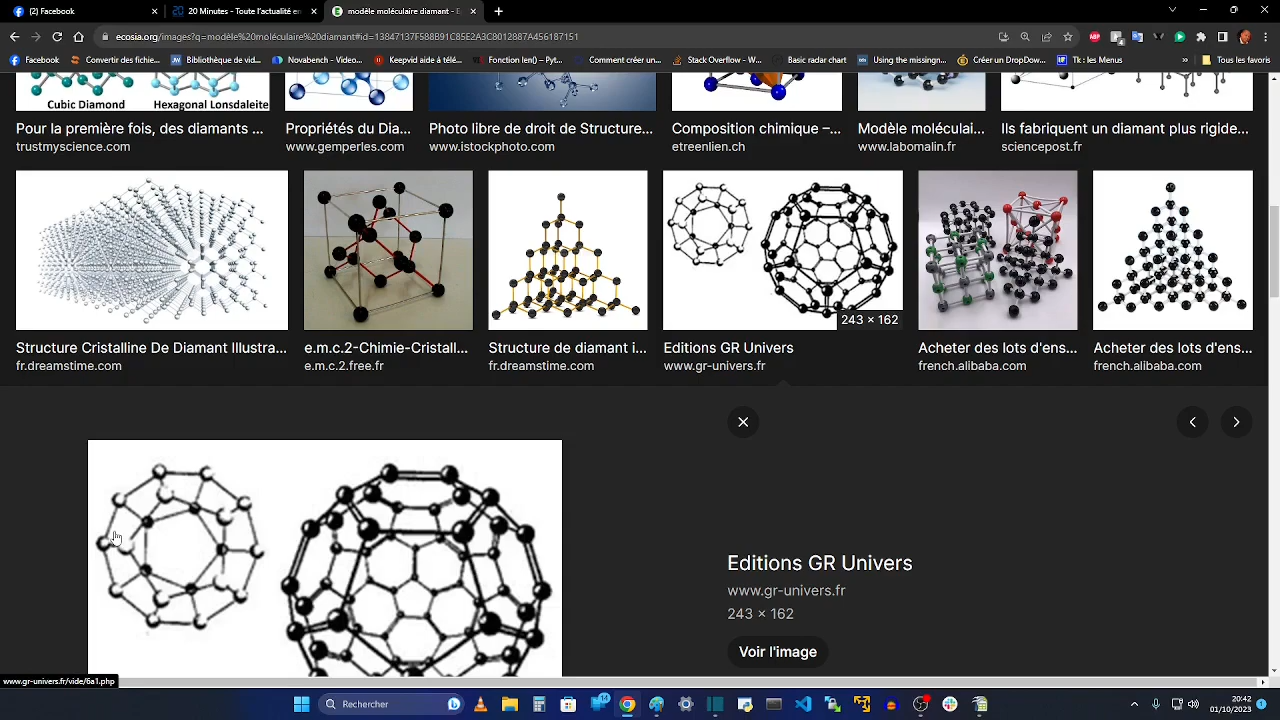 (2) Facebook
20 Minutes - Toute l'actualité en
modèle moléculaire diamant - E
ecosia.org/images?q=modèle%20moléculaire%20diamant#id=13847137F588B91C85E2A3C8012887A456187151
Facebook
Convertir des fichie...
Bibliothèque de vid...
Novabench - Video...
Keepvid aide à télé...
Fonction len() – Pyt...
Comment créer un...
Stack Overflow - W...
Basic radar chart
Using the missingn...
Créer un DropDow...
Tk : les Menus
»
Tous les favoris
Cubic Diamond
Hexagonal Lonsdaleite
Pour la première fois, des diamants ...
Propriétés du Dia...
Photo libre de droit de Structure...
Composition chimique –...
Modèle moléculai...
Ils fabriquent un diamant plus rigide...
trustmyscience.com
www.gemperles.com
www.istockphoto.com
etreenlien.ch
www.labomalin.fr
sciencepost.fr
243 × 162
Structure Cristalline De Diamant Illustra...
e.m.c.2-Chimie-Cristall...
Structure de diamant i...
Editions GR Univers
Acheter des lots d'ens...
Acheter des lots d'ens...
fr.dreamstime.com
e.m.c.2.free.fr
fr.dreamstime.com
www.gr-univers.fr
french.alibaba.com
french.alibaba.com
Editions GR Univers
www.gr-univers.fr
243 × 162
Voir l'image
www.gr-univers.fr/vide/6a1.php
Rechercher
14
20:42
01/10/2023